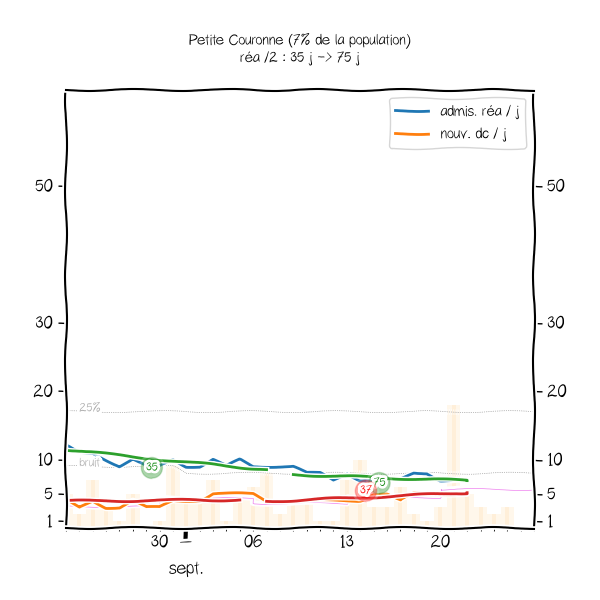 Petite Couronne (7% de la population)
réa /2 : 35 j -> 75 j
admis. réa / j
nouv. dc / j
50 50
30 30
20 20
25%
10 10
bruit
35
75
37
5 5
1 1
30 1 06 13 20
sept.